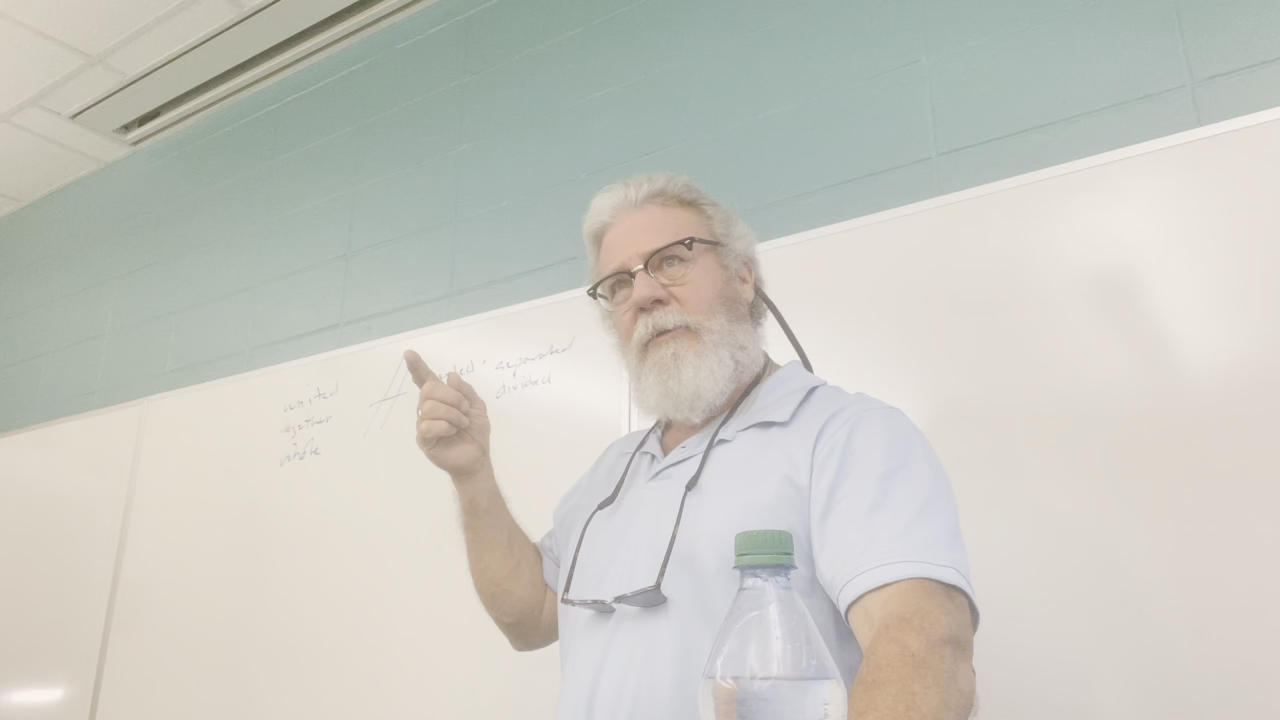 united
together
whole
separated
divided